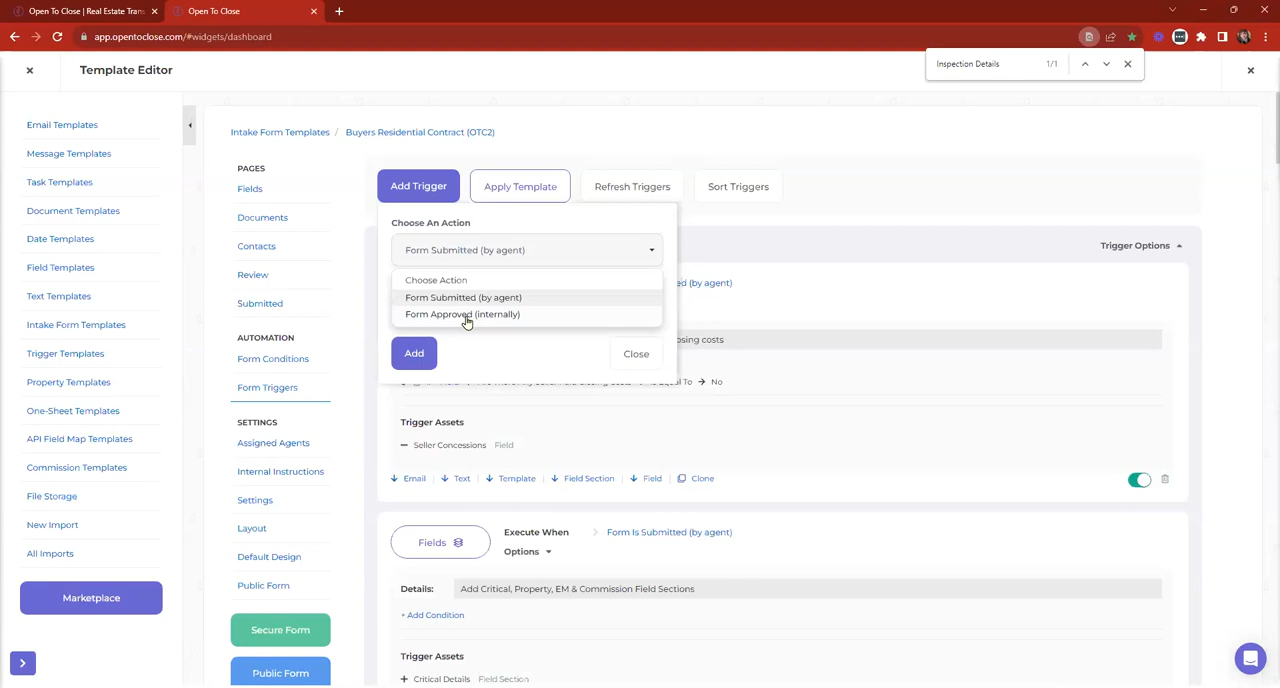 Open To Close | Real Estate Tran
Open To Close
app.opentoclose.com/#widgets/dashboard
Template Editor
Inspection Details
1/1
Email Templates
Message Templates
Task Templates
Document Templates
Date Templates
Field Templates
Text Templates
Intake Form Templates
Trigger Templates
Property Templates
One-Sheet Templates
API Field Map Templates
Commission Templates
File Storage
New Import
All Imports
Marketplace
Intake Form Templates / Buyers Residential Contract (OTC2)
PAGES
Fields
Documents
Contacts
Review
Submitted
AUTOMATION
Form Conditions
Form Triggers
SETTINGS
Assigned Agents
Internal Instructions
Settings
Layout
Default Design
Public Form
Secure Form
Public Form
Add Trigger
Apply Template
Refresh Triggers
Sort Triggers
Choose An Action
Form Submitted (by agent)
Choose Action
Form Submitted (by agent)
Form Approved (internally)
Add
Close
Trigger Options
ed (by agent)
osing costs
Is Equal To → No
Trigger Assets
Seller Concessions Field
Email | Text | Template | Field Section | Field Clone
Fields
Execute When
Form Is Submitted (by agent)
Options
Details: Add Critical, Property, EM & Commission Field Sections
+ Add Condition
Trigger Assets
+ Critical Details Field Section